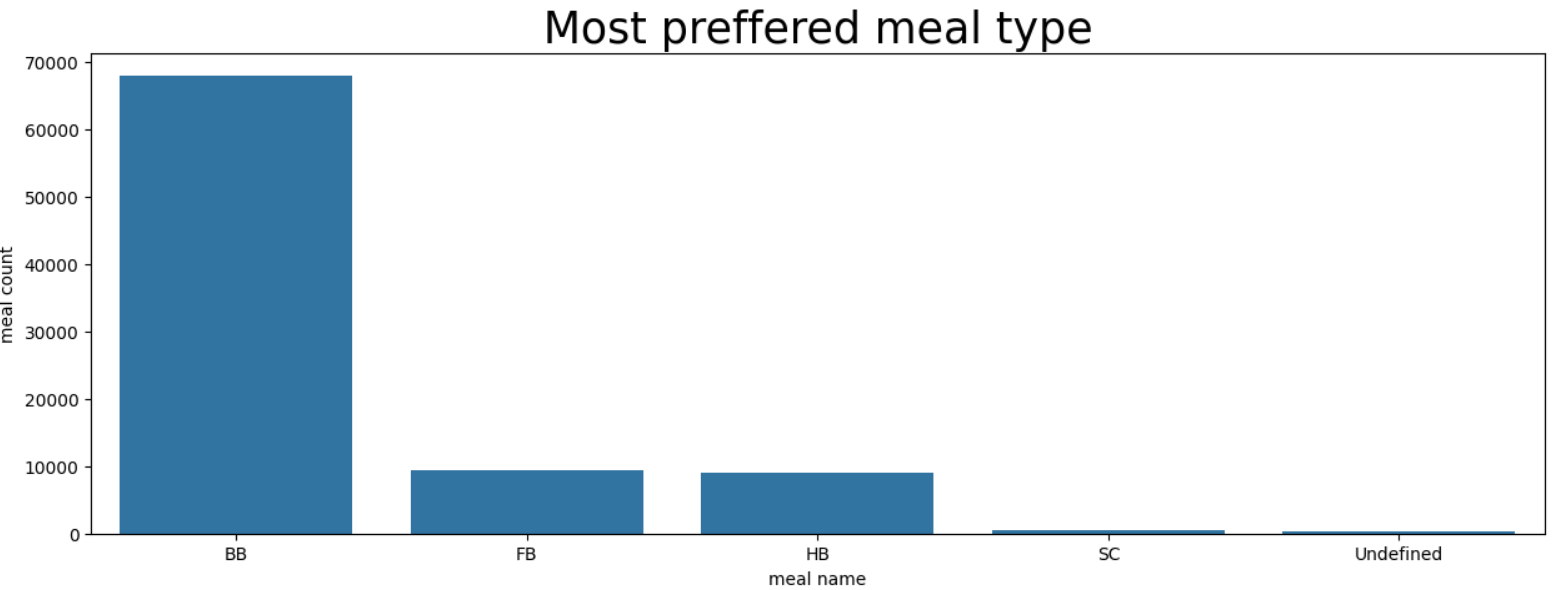 Most preffered meal type
70000
60000
50000
40000
30000
20000
10000
0
meal count
BB FB HB SC Undefined
meal name